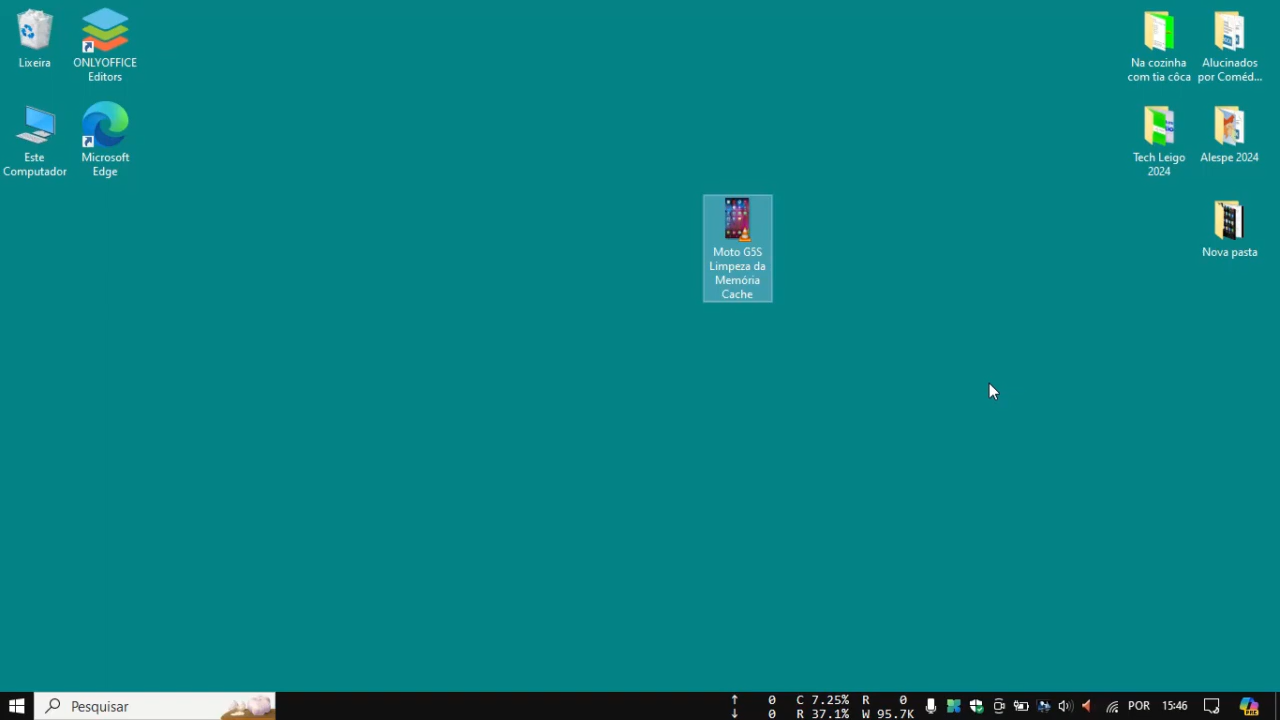 Lixeira
ONLYOFFICE
Editors
Este
Computador
Microsoft
Edge
Moto G5S
Limpeza da
Memória
Cache
Na cozinha
com tia côca
Alucinados
por Coméd...
Tech Leigo
2024
Alespe 2024
Nova pasta
Pesquisar
↑ 0 C 7.25% R 0
↓ 0 R 37.1% W 95.7K
POR 15:46
PRE